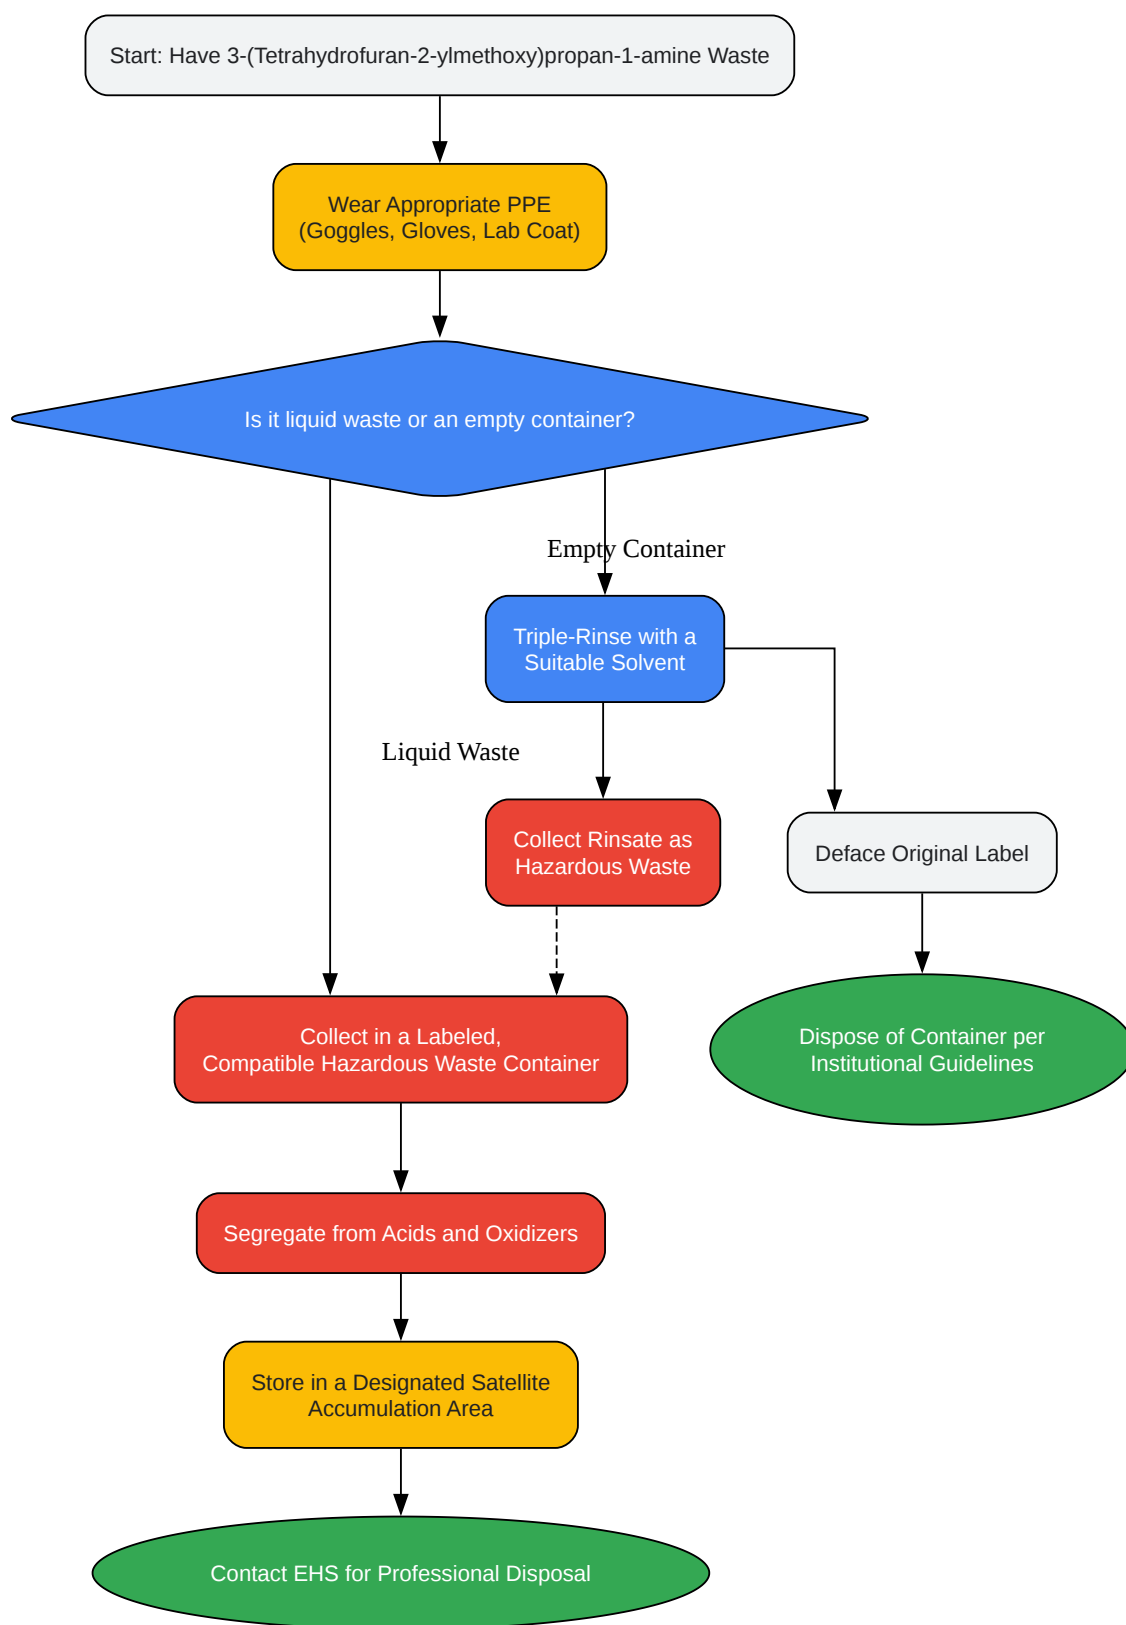 Start: Have 3-(Tetrahydrofuran-2-ylmethoxy)propan-1-amine Waste
Wear Appropriate PPE
(Goggles, Gloves, Lab Coat)
Is it liquid waste or an empty container?
Empty Container
Triple-Rinse with a
Suitable Solvent
Liquid Waste
Collect Rinsate as
Hazardous Waste
Deface Original Label
Collect in a Labeled,
Compatible Hazardous Waste Container
Dispose of Container per
Institutional Guidelines
Segregate from Acids and Oxidizers
Store in a Designated Satellite
Accumulation Area
Contact EHS for Professional Disposal